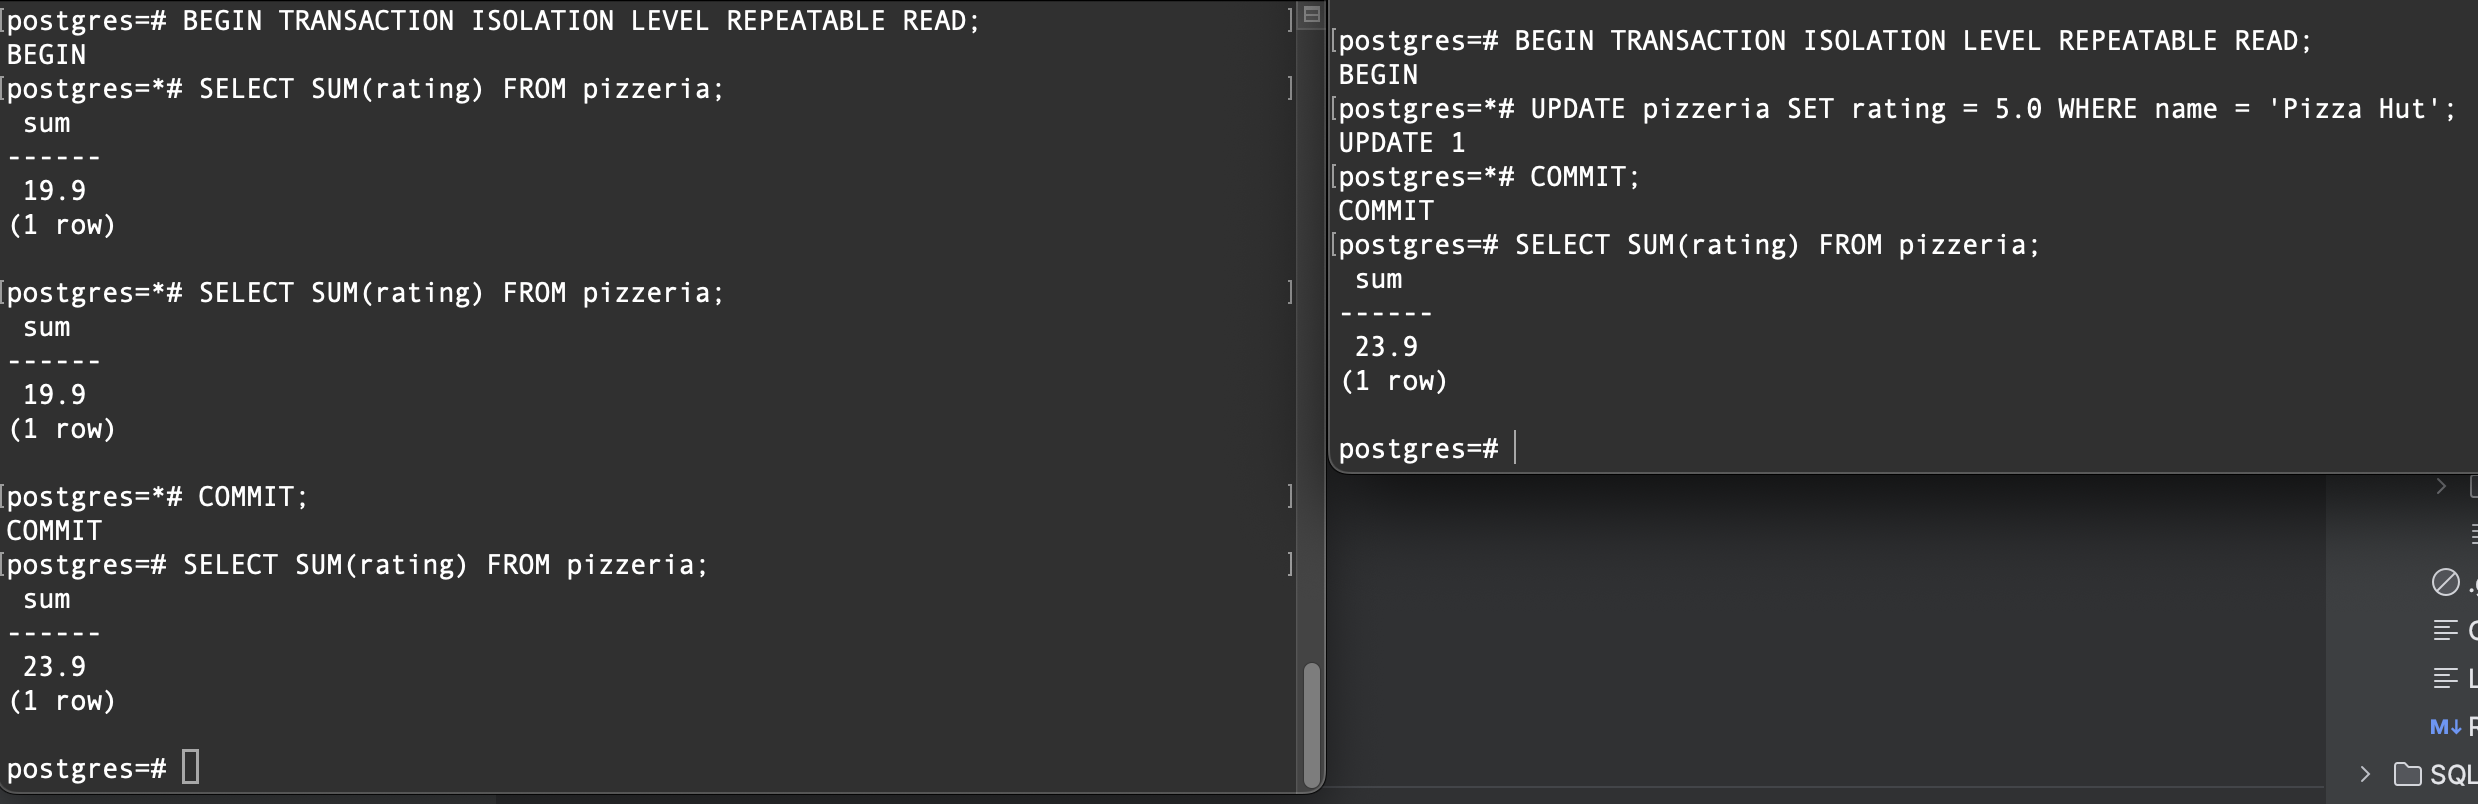 postgres=# BEGIN TRANSACTION ISOLATION LEVEL REPEATABLE READ;
BEGIN
postgres=*# SELECT SUM(rating) FROM pizzeria;
sum
------
19.9
(1 row)
postgres=*# SELECT SUM(rating) FROM pizzeria;
sum
------
19.9
(1 row)
postgres=*# COMMIT;
COMMIT
postgres=# SELECT SUM(rating) FROM pizzeria;
sum
------
23.9
(1 row)
postgres=#
postgres=# BEGIN TRANSACTION ISOLATION LEVEL REPEATABLE READ;
BEGIN
postgres=*# UPDATE pizzeria SET rating = 5.0 WHERE name = 'Pizza Hut';
UPDATE 1
postgres=*# COMMIT;
COMMIT
postgres=# SELECT SUM(rating) FROM pizzeria;
sum
------
23.9
(1 row)
postgres=#
M↓
SQL